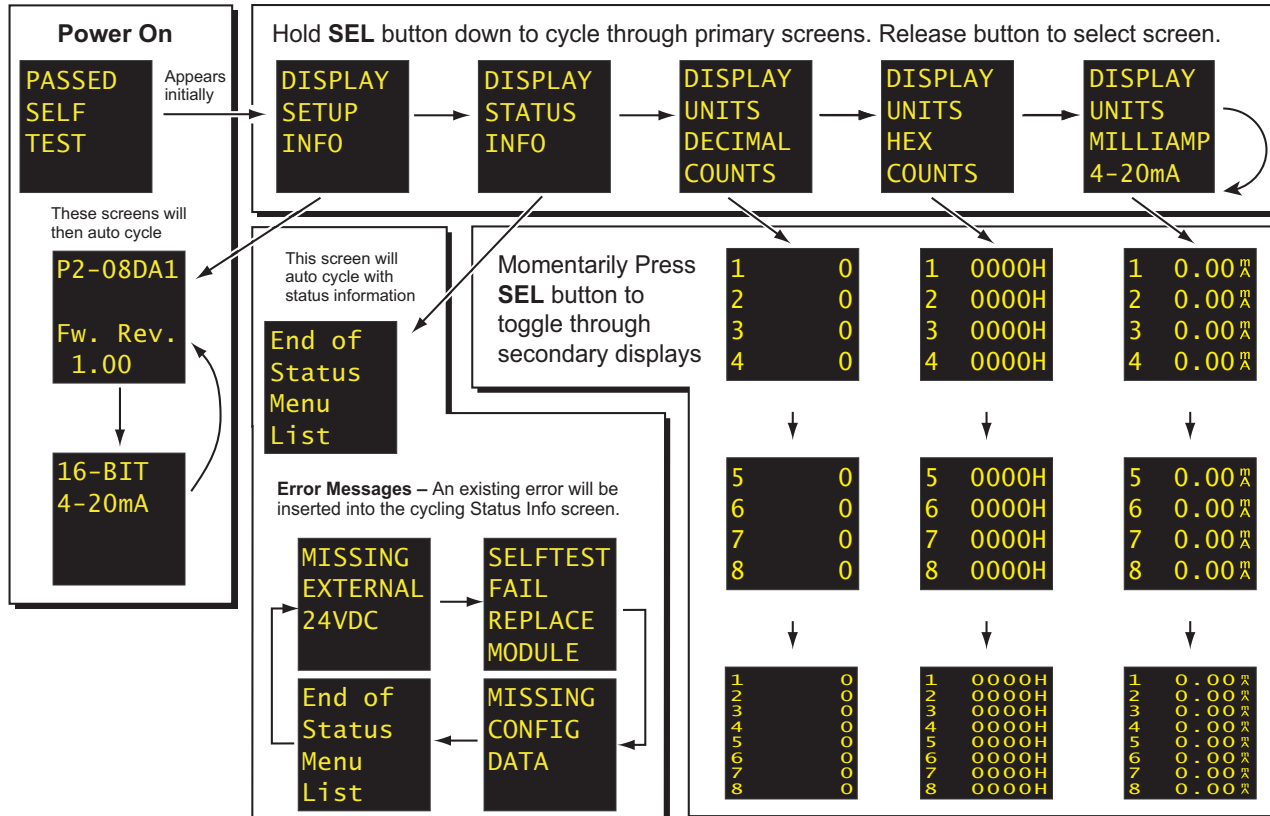 Power On
PASSED
SELF
TEST
Appears
initially
These screens will
then auto cycle
P2-08DA1
Fw. Rev.
1.00
16-BIT
4-20mA
Hold SEL button down to cycle through primary screens. Release button to select screen.
DISPLAY
SETUP
INFO
DISPLAY
STATUS
INFO
DISPLAY
UNITS
DECIMAL
COUNTS
DISPLAY
UNITS
HEX
COUNTS
DISPLAY
UNITS
MILLIAMP
4-20mA
This screen will
auto cycle with
status information
End of
Status
Menu
List
Error Messages – An existing error will be
inserted into the cycling Status Info screen.
MISSING
EXTERNAL
24VDC
SELFTEST
FAIL
REPLACE
MODULE
End of
Status
Menu
List
MISSING
CONFIG
DATA
Momentarily Press
SEL button to
toggle through
secondary displays
1 0
2 0
3 0
4 0
1 0000H
2 0000H
3 0000H
4 0000H
1 0.00 mA
2 0.00 mA
3 0.00 mA
4 0.00 mA
5 0
6 0
7 0
8 0
5 0000H
6 0000H
7 0000H
8 0000H
5 0.00 mA
6 0.00 mA
7 0.00 mA
8 0.00 mA
1 0
2 0
3 0
4 0
5 0
6 0
7 0
8 0
1 0000H
2 0000H
3 0000H
4 0000H
5 0000H
6 0000H
7 0000H
8 0000H
1 0.00 mA
2 0.00 mA
3 0.00 mA
4 0.00 mA
5 0.00 mA
6 0.00 mA
7 0.00 mA
8 0.00 mA